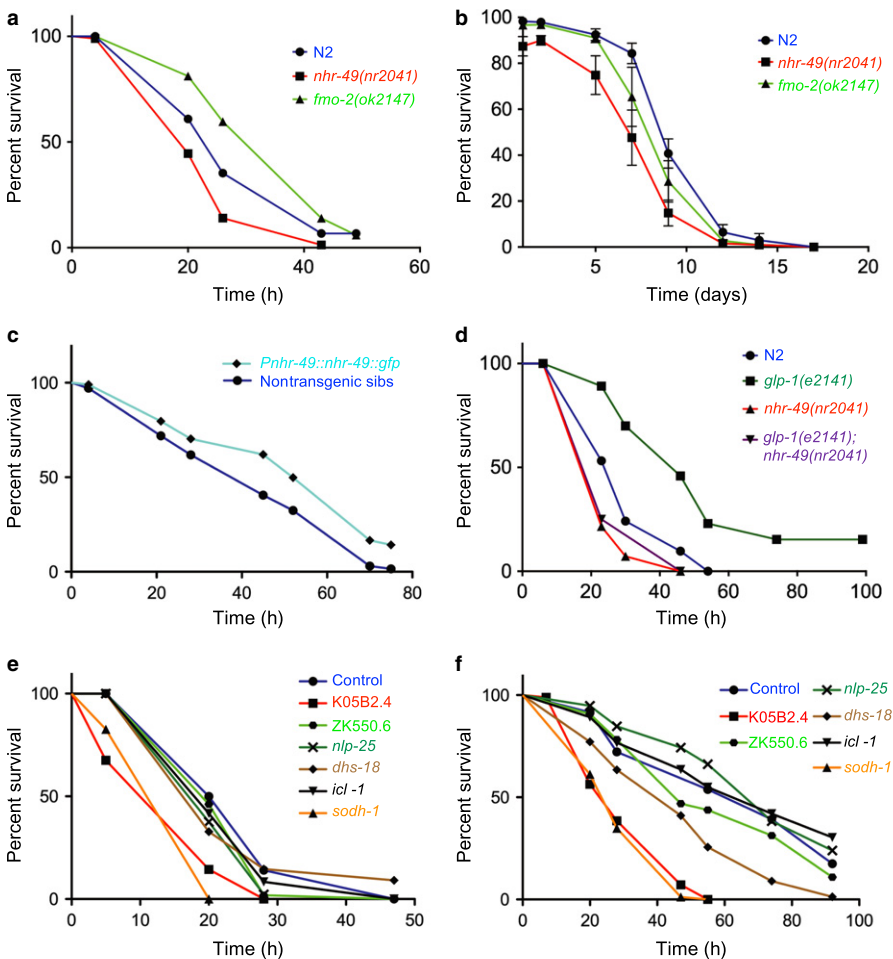 a
100
50
0
0
20
40
60
Percent survival
Time (h)
N2
nhr-49(nr2041)
fmo-2(ok2147)
b
100
80
60
40
20
0
5
10
15
20
Percent survival
Time (days)
N2
nhr-49(nr2041)
fmo-2(ok2147)
c
100
50
0
0
20
40
60
80
Percent survival
Time (h)
Pnhr-49::nhr-49::gfp
Nontransgenic sibs
d
100
50
0
0
20
40
60
80
100
Percent survival
Time (h)
N2
glp-1(e2141)
nhr-49(nr2041)
glp-1(e2141);
nhr-49(nr2041)
e
100
50
0
0
10
20
30
40
50
Percent survival
Time (h)
Control
K05B2.4
ZK550.6
nlp-25
dhs-18
icl -1
sodh-1
f
100
50
0
0
20
40
60
80
100
Percent survival
Time (h)
Control
K05B2.4
ZK550.6
nlp-25
dhs-18
icl -1
sodh-1